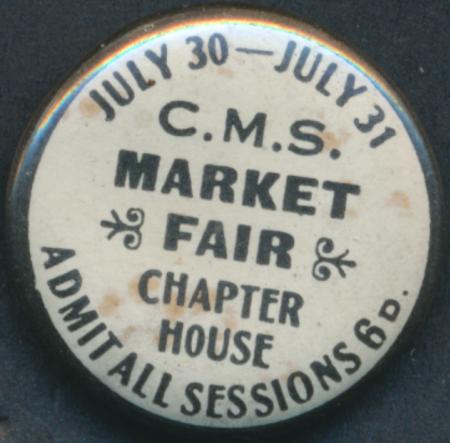 JULY 30 — JULY 31
C.M.S.
MARKET
FAIR
CHAPTER
HOUSE
ADMIT ALL SESSIONS 6D.